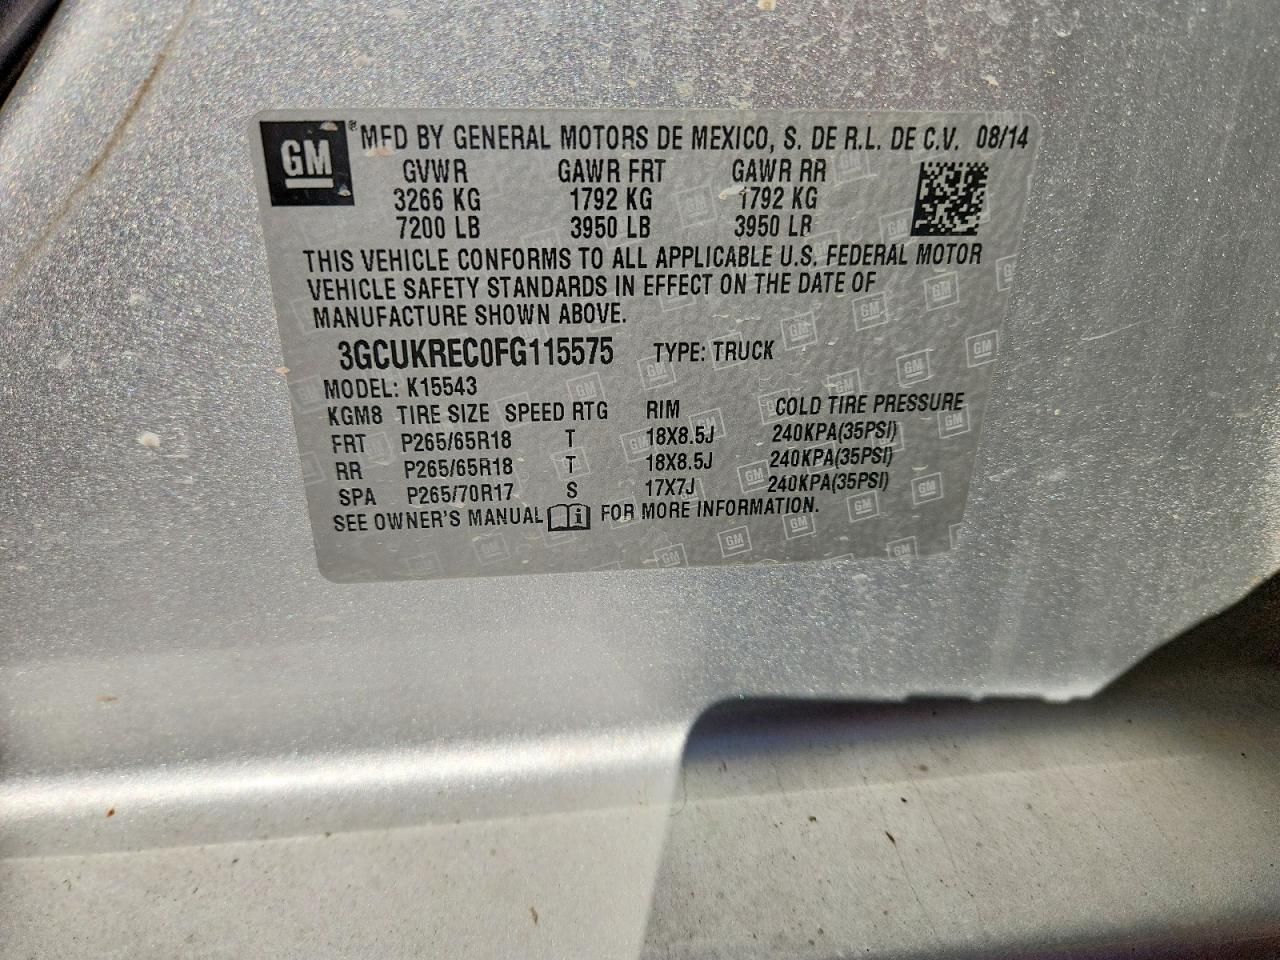 GM ® MFD BY GENERAL MOTORS DE MEXICO, S. DE R.L. DE C.V. 08/14
GVWR GAWR FRT GAWR RR
3266 KG 1792 KG 1792 KG
7200 LB 3950 LB 3950 LB
THIS VEHICLE CONFORMS TO ALL APPLICABLE U.S. FEDERAL MOTOR
VEHICLE SAFETY STANDARDS IN EFFECT ON THE DATE OF
MANUFACTURE SHOWN ABOVE.
3GCUKREC0FG115575 TYPE: TRUCK
MODEL: K15543
KGM8 TIRE SIZE SPEED RTG RIM COLD TIRE PRESSURE
FRT P265/65R18 T 18X8.5J 240KPA(35PSI)
RR P265/65R18 T 18X8.5J 240KPA(35PSI)
SPA P265/70R17 S 17X7J 240KPA(35PSI)
SEE OWNER'S MANUAL i FOR MORE INFORMATION.